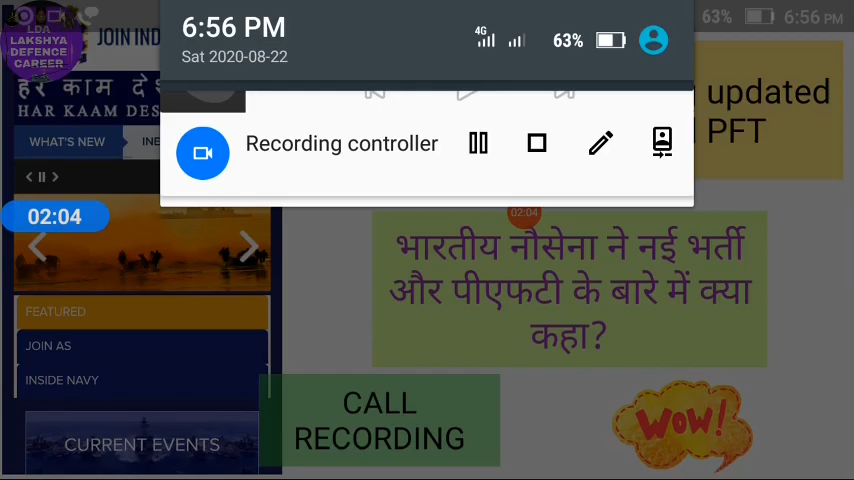 6:56 PM
Sat 2020-08-22
4G
63%
63%
6:56 PM
LDA
LAKSHYA
DEFENCE
CAREER
JOIN IND
हर काम दे
HAR KAAM DES
WHAT'S NEW
INE
Recording controller
updated
PFT
02:04
02:04
भारतीय नौसेना ने नई भर्ती
और पीएफटी के बारे में क्या
कहा?
FEATURED
JOIN AS
INSIDE NAVY
CURRENT EVENTS
CALL
RECORDING
WOW!